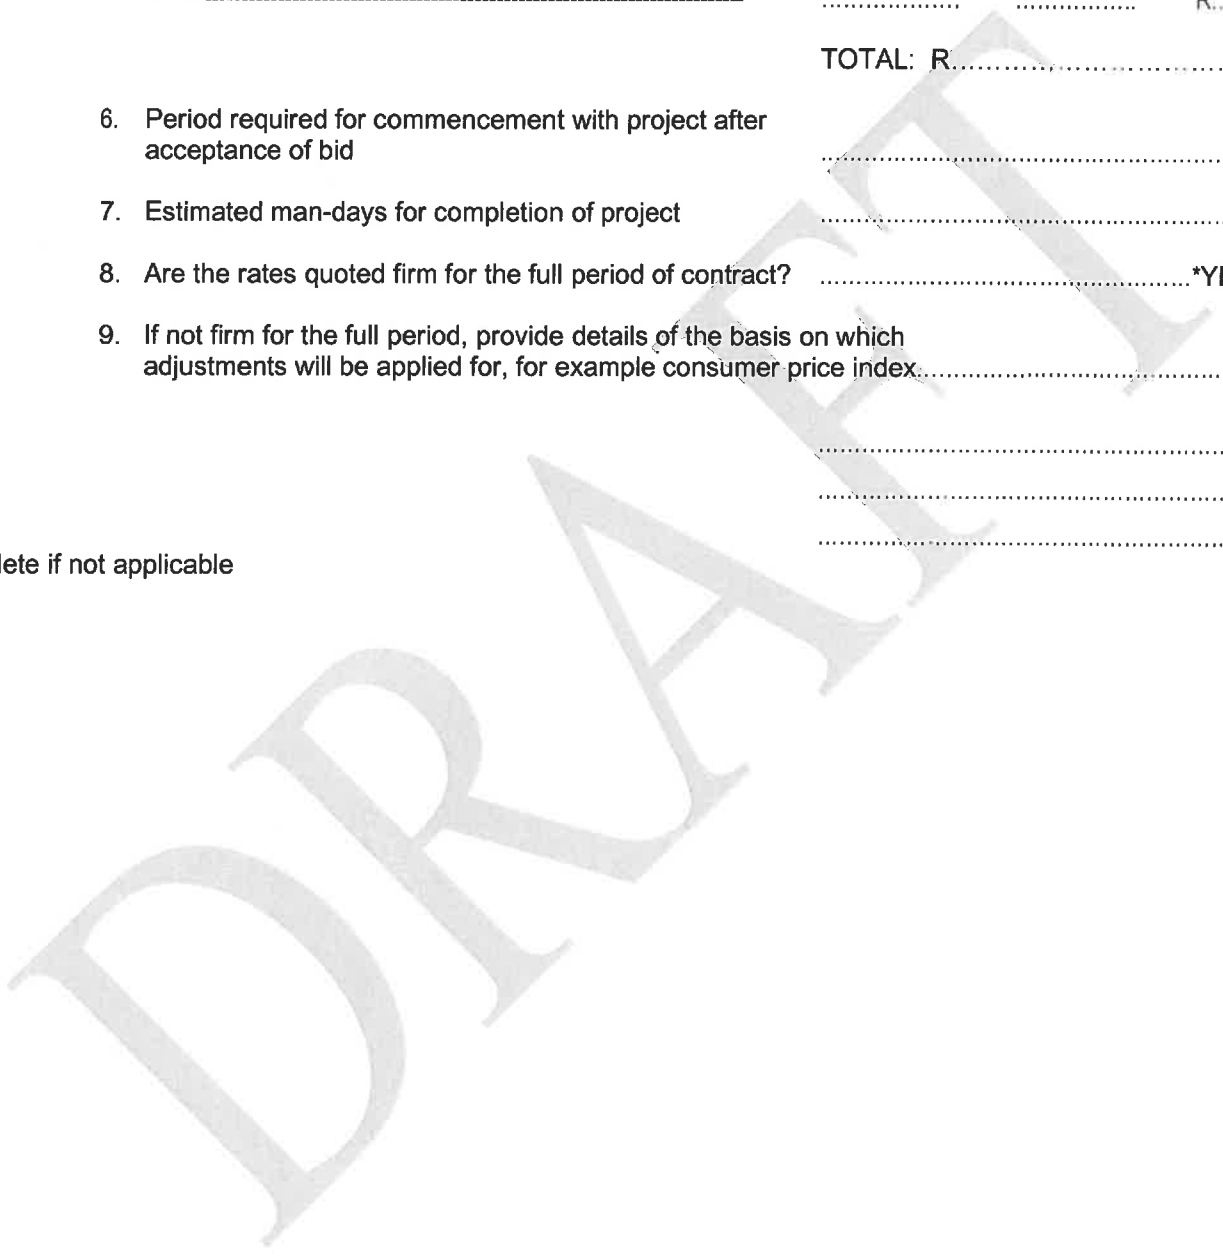 TOTAL: R............................
6. Period required for commencement with project after
acceptance of bid ............................................................
7. Estimated man-days for completion of project ............................................................
8. Are the rates quoted firm for the full period of contract? ......................................................*
9. If not firm for the full period, provide details of the basis on which
adjustments will be applied for, for example consumer price index.............................................
............................................................
............................................................
............................................................
if not applicable
DRAFT